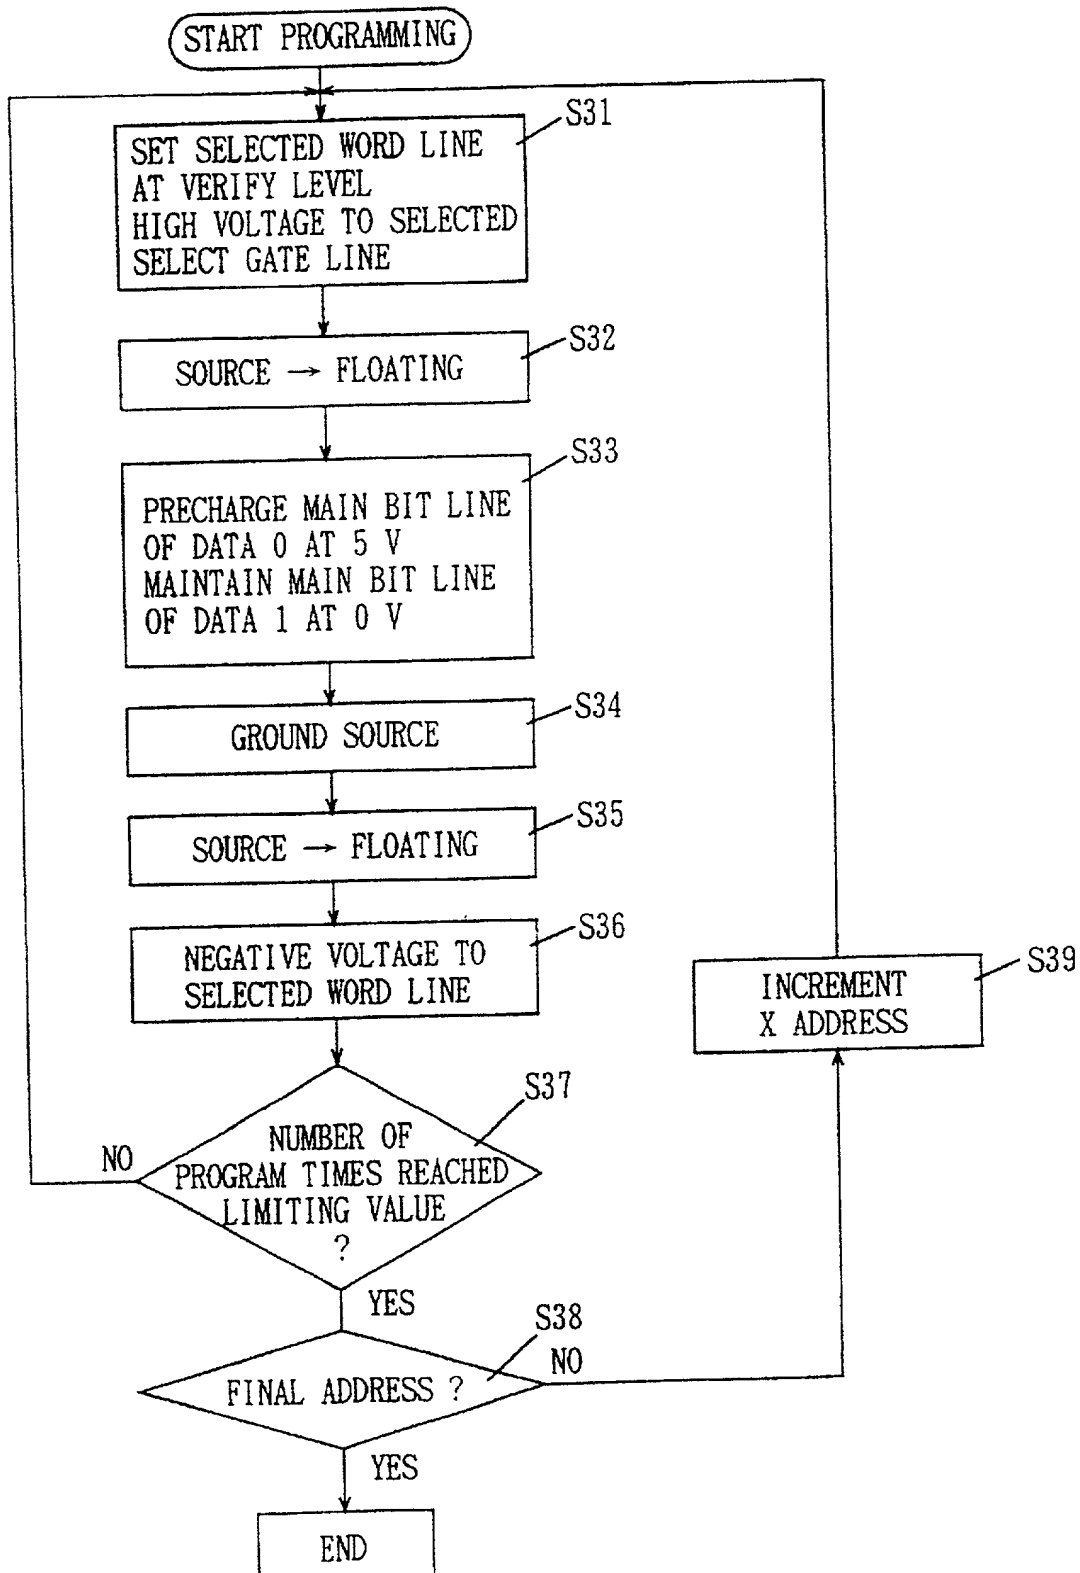 START PROGRAMMING
S31
SET SELECTED WORD LINE
AT VERIFY LEVEL
HIGH VOLTAGE TO SELECTED
SELECT GATE LINE
S32
SOURCE → FLOATING
S33
PRECHARGE MAIN BIT LINE
OF DATA 0 AT 5 V
MAINTAIN MAIN BIT LINE
OF DATA 1 AT 0 V
S34
GROUND SOURCE
S35
SOURCE → FLOATING
S36
NEGATIVE VOLTAGE TO
SELECTED WORD LINE
S39
INCREMENT
X ADDRESS
S37
NO
NUMBER OF
PROGRAM TIMES REACHED
LIMITING VALUE
?
YES
S38
NO
FINAL ADDRESS ?
YES
END